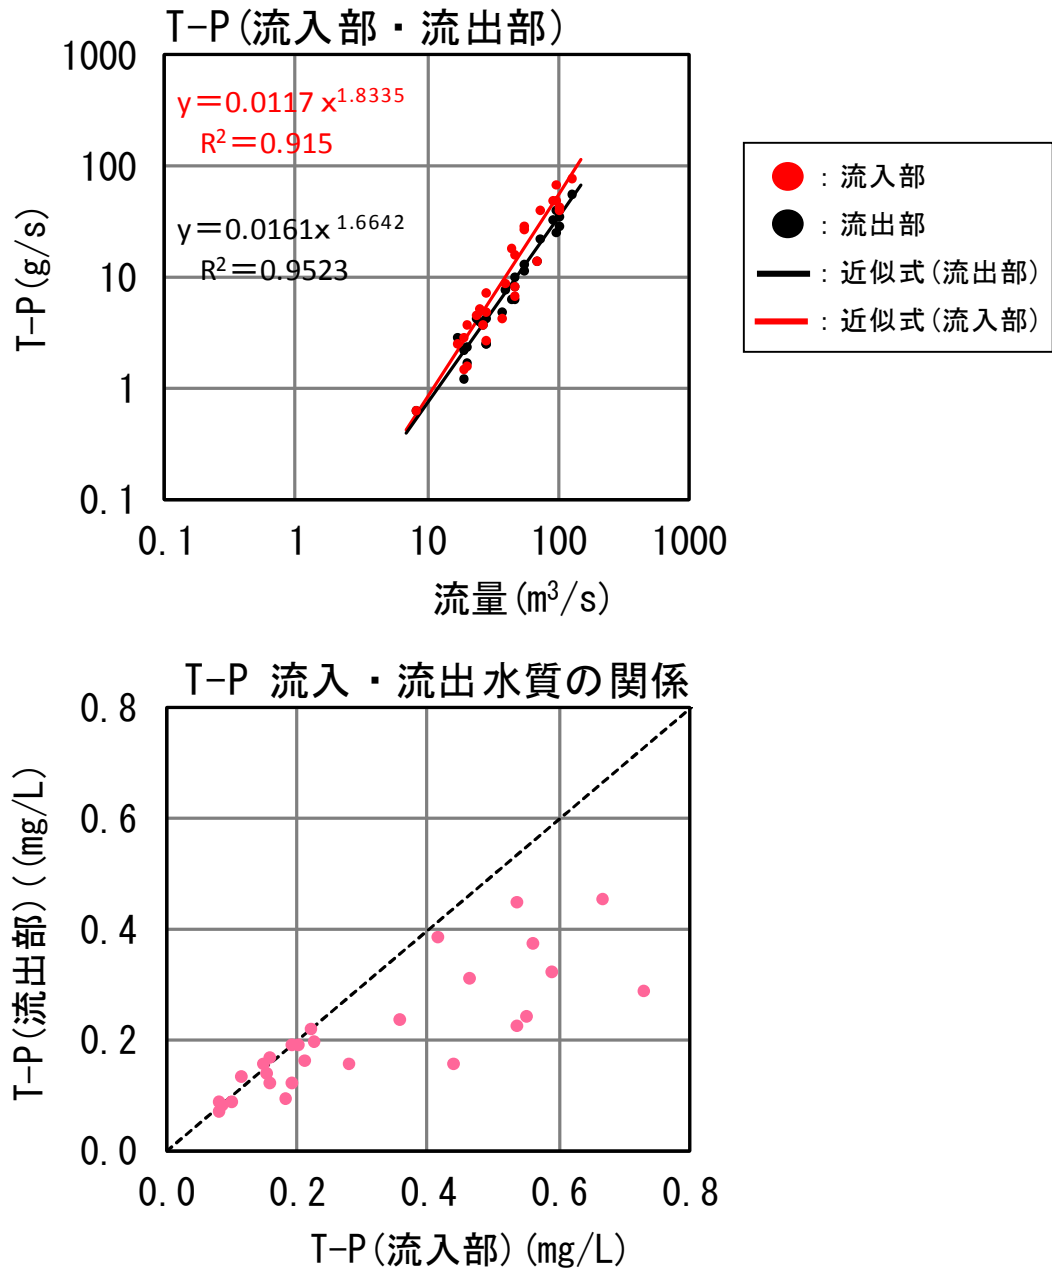 T-P(流入部・流出部)
1000
100
10
1
0.1
T-P(g/s)
y＝0.0117 x^1.8335
R²＝0.915
y＝0.0161x^1.6642
R²＝0.9523
0.1 1 10 100 1000
流量(m³/s)
：流入部
：流出部
：近似式(流出部)
：近似式(流入部)
T-P 流入・流出水質の関係
0.8
0.6
0.4
0.2
0.0
T-P(流出部)((mg/L)
0.0 0.2 0.4 0.6 0.8
T-P(流入部)(mg/L)